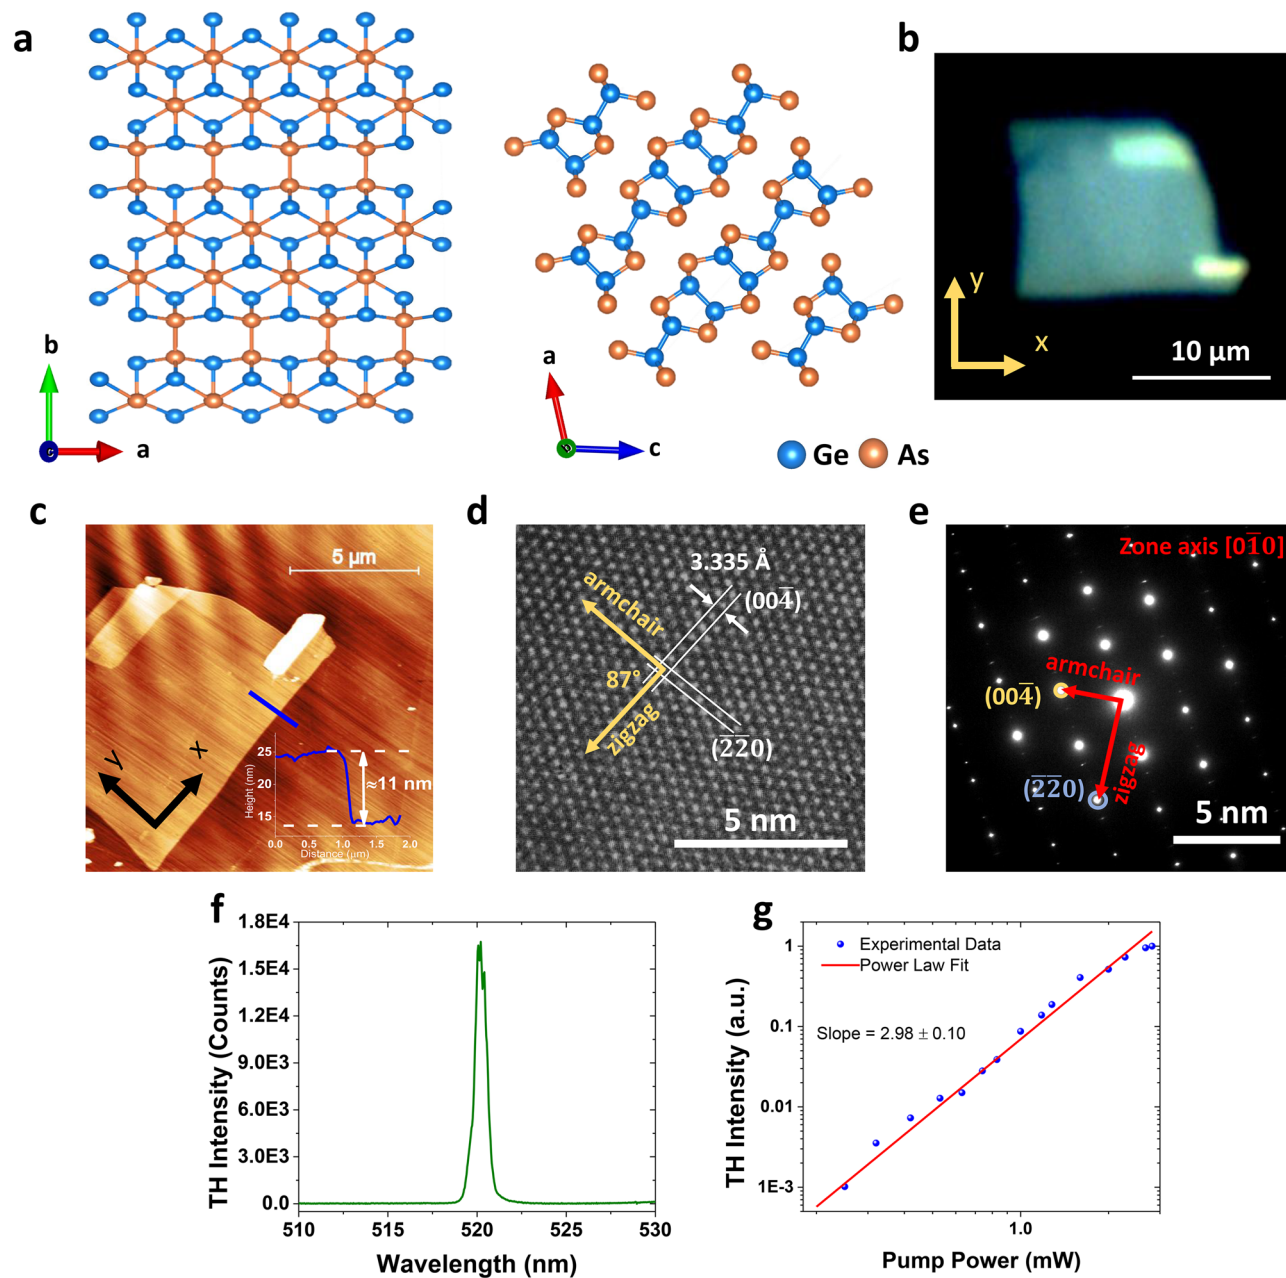 a
b
c
a
a
b
c
Ge
As
b
y
x
10 μm
c
5 μm
y
x
Height (nm)
25
20
15
≈11 nm
0.0 0.5 1.0 1.5 2.0
Distance (μm)
d
3.335 Å
(004̅)
armchair
87°
zigzag
(2̅2̅0)
5 nm
e
Zone axis [01̅0]
armchair
(004̅)
zigzag
(2̅2̅0)
5 nm
f
TH Intensity (Counts)
1.8E4
1.5E4
1.2E4
9.0E3
6.0E3
3.0E3
0.0
510 515 520 525 530
Wavelength (nm)
g
TH Intensity (a.u.)
1
0.1
0.01
1E-3
Experimental Data
Power Law Fit
Slope = 2.98 ± 0.10
1.0
Pump Power (mW)